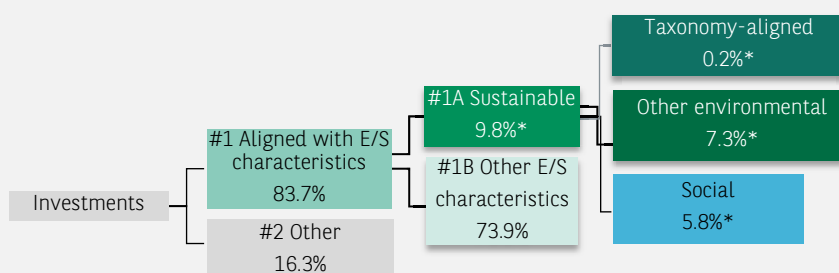 Investments
#1 Aligned with E/S
characteristics
83.7%
#2 Other
16.3%
#1A Sustainable
9.8%*
#1B Other E/S
characteristics
73.9%
Taxonomy-aligned
0.2%*
Other environmental
7.3%*
Social
5.8%*